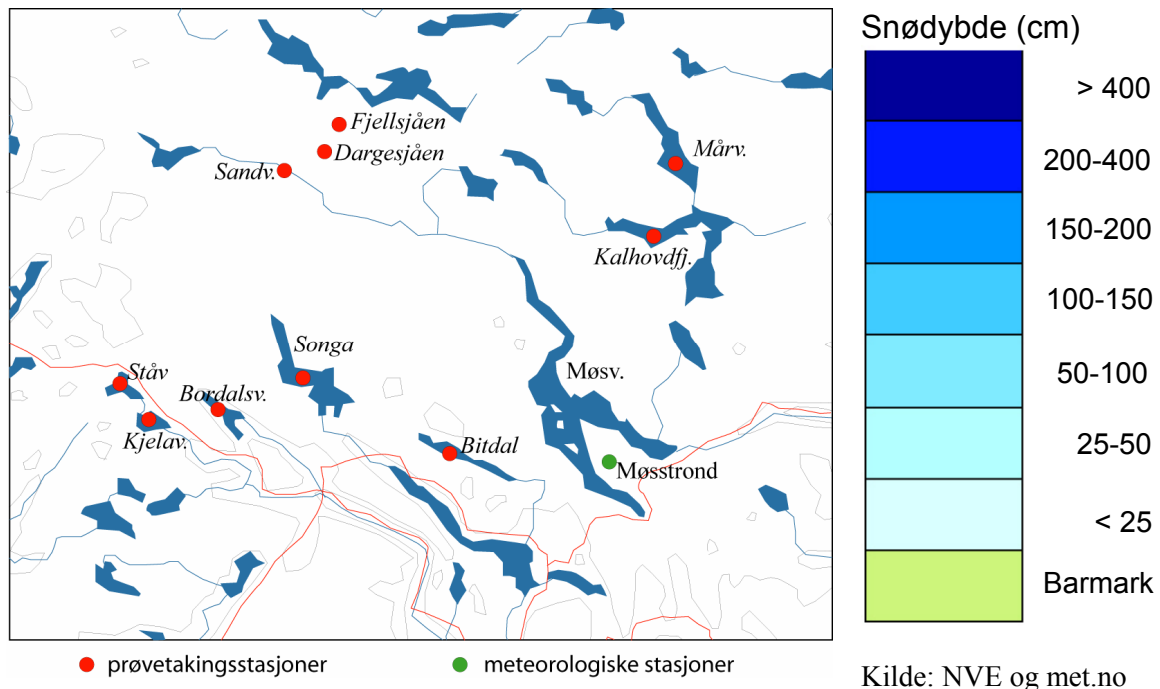 Snødybde (cm)
> 400
200-400
150-200
100-150
50-100
25-50
< 25
Barmark
Kilde: NVE og met.no
Fjellsjåen
Dargesjåen
Sandv.
Mårv.
Kalhovdfj.
Songa
Møsv.
Ståv
Bordalsv.
Kjelav.
Bitdal
Møsstrond
prøvetakingsstasjoner
meteorologiske stasjoner